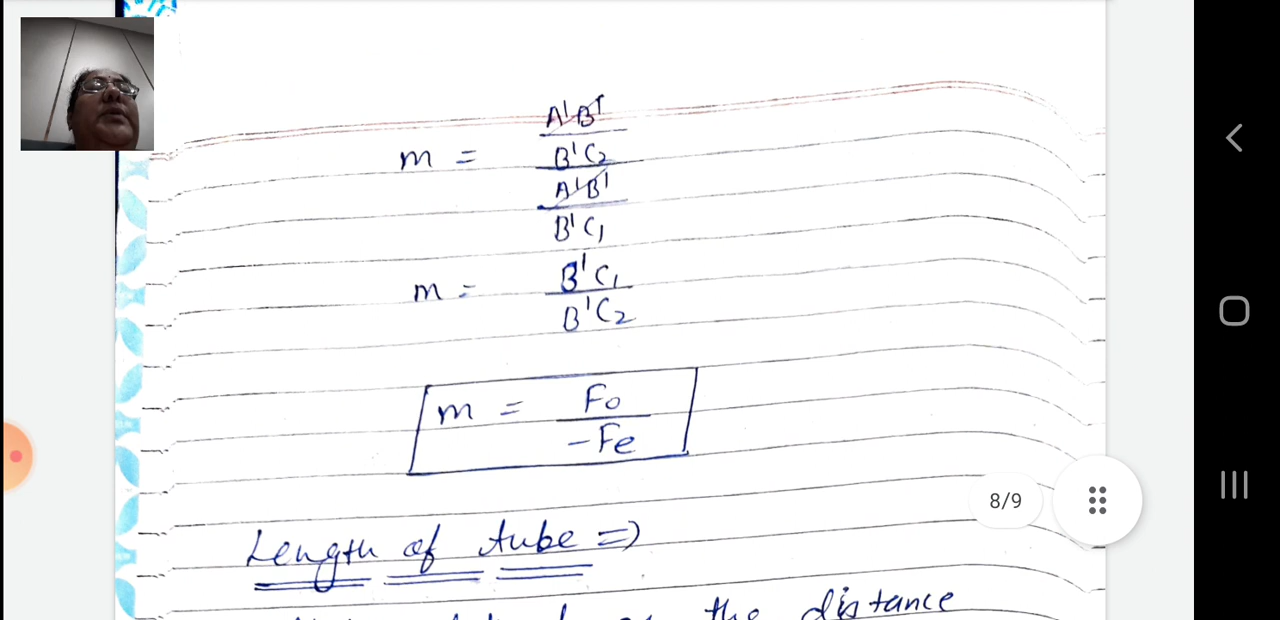 m = A'B'
B'C2
A'B'
B'C1
m = B'C1
B'C2
m = Fo
-Fe
8/9
Length of tube =>
the distance